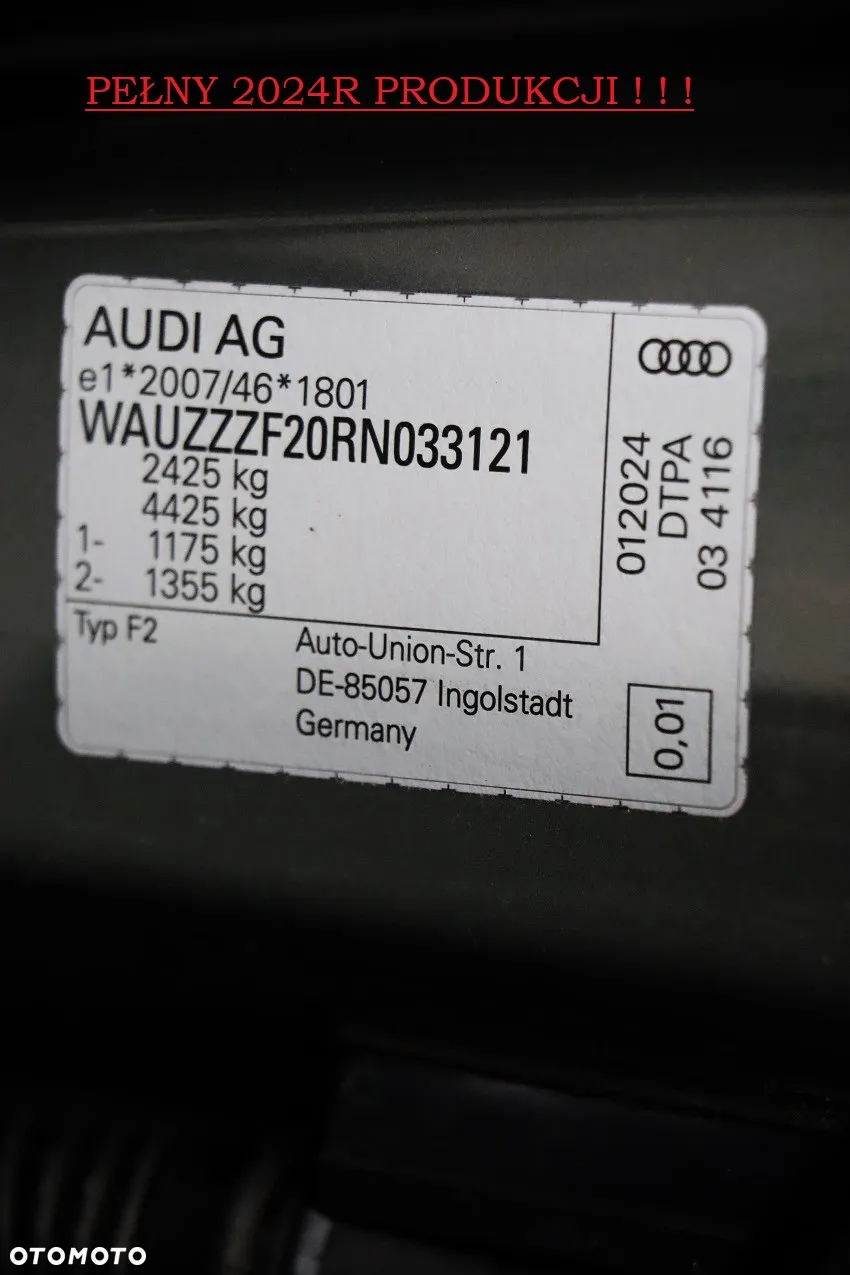 PEŁNY 2024R PRODUKCJI ! ! !
AUDI AG
e1*2007/46*1801
WAUZZZF20RN033121
2425 kg
4425 kg
1- 1175 kg
2- 1355 kg
Typ F2
Auto-Union-Str. 1
DE-85057 Ingolstadt
Germany
012024
DTPA
03 4116
0,01
OTOMOTO